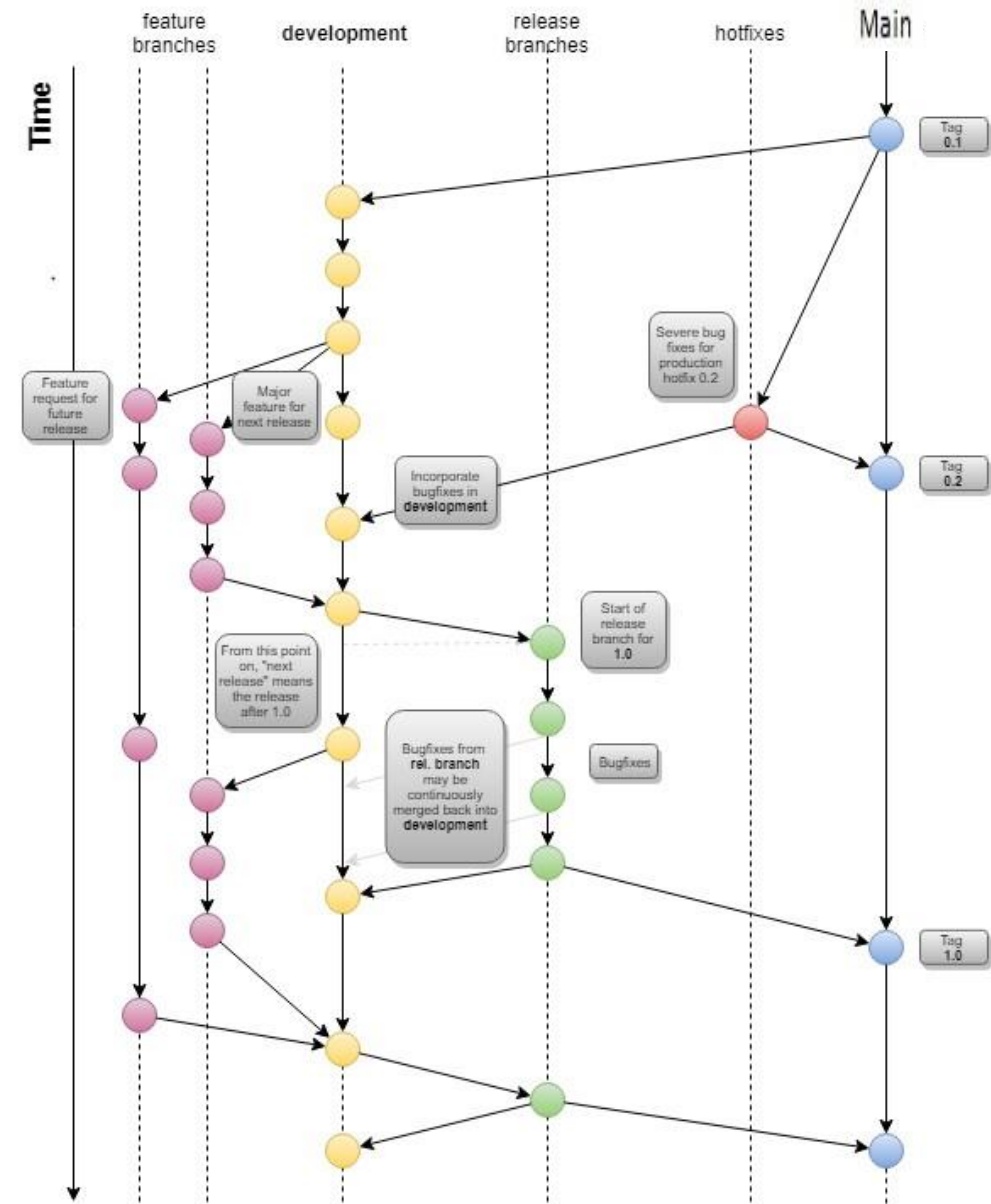 feature
branches
development
release
branches
hotfixes
Main
Time
Tag
0.1
Severe bug
fixes for
production
hotfix 0.2
Feature
request for
future
release
Major
feature for
next release
Incorporate
bugfixes in
development
Tag
0.2
Start of
release
branch for
1.0
From this point
on, "next
release" means
the release
after 1.0
Bugfixes from
rel. branch
may be
continuously
merged back into
development
Bugfixes
Tag
1.0